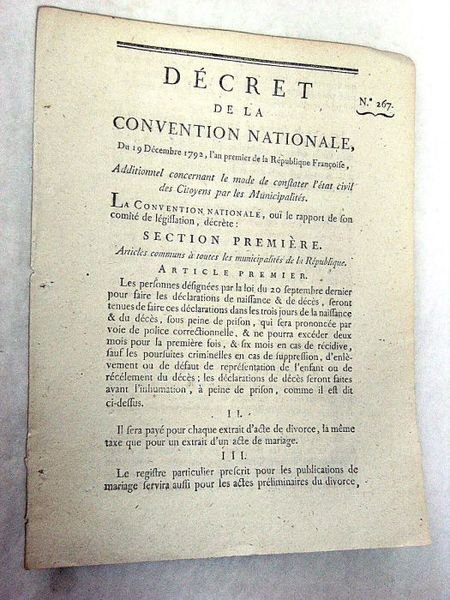 DÉCRET
N.° 267.
DE LA
CONVENTION NATIONALE,
Du 19 Décembre 1792, l'an premier de la République Françoise,
Additionnel concernant le mode de constater l'état civil
des Citoyens par les Municipalités.
LA CONVENTION NATIONALE, ouï le rapport de son
comité de législation, décrète :
SECTION PREMIÈRE.
Articles communs à toutes les municipalités de la République.
ARTICLE PREMIER.
Les personnes désignées par la loi du 20 septembre dernier
pour faire les déclarations de naissance & de décès, seront
tenues de faire ces déclarations dans les trois jours de la naissance
& du décès, sous peine de prison, qui sera prononcée par
voie de police correctionnelle, & ne pourra excéder deux
mois pour la première fois, & six mois en cas de récidive,
sauf les poursuites criminelles en cas de suppression, d'enlè-
vement ou de défaut de représentation de l'enfant ou de
récélement du décès ; les déclarations de décès seront faites
avant l'inhumation, à peine de prison, comme il est dit
ci-dessus.
II.
Il sera payé pour chaque extrait d'acte de divorce, la même
taxe que pour un extrait d'un acte de mariage.
III.
Le registre particulier prescrit pour les publications de
mariage servira aussi pour les actes préliminaires du divorce,